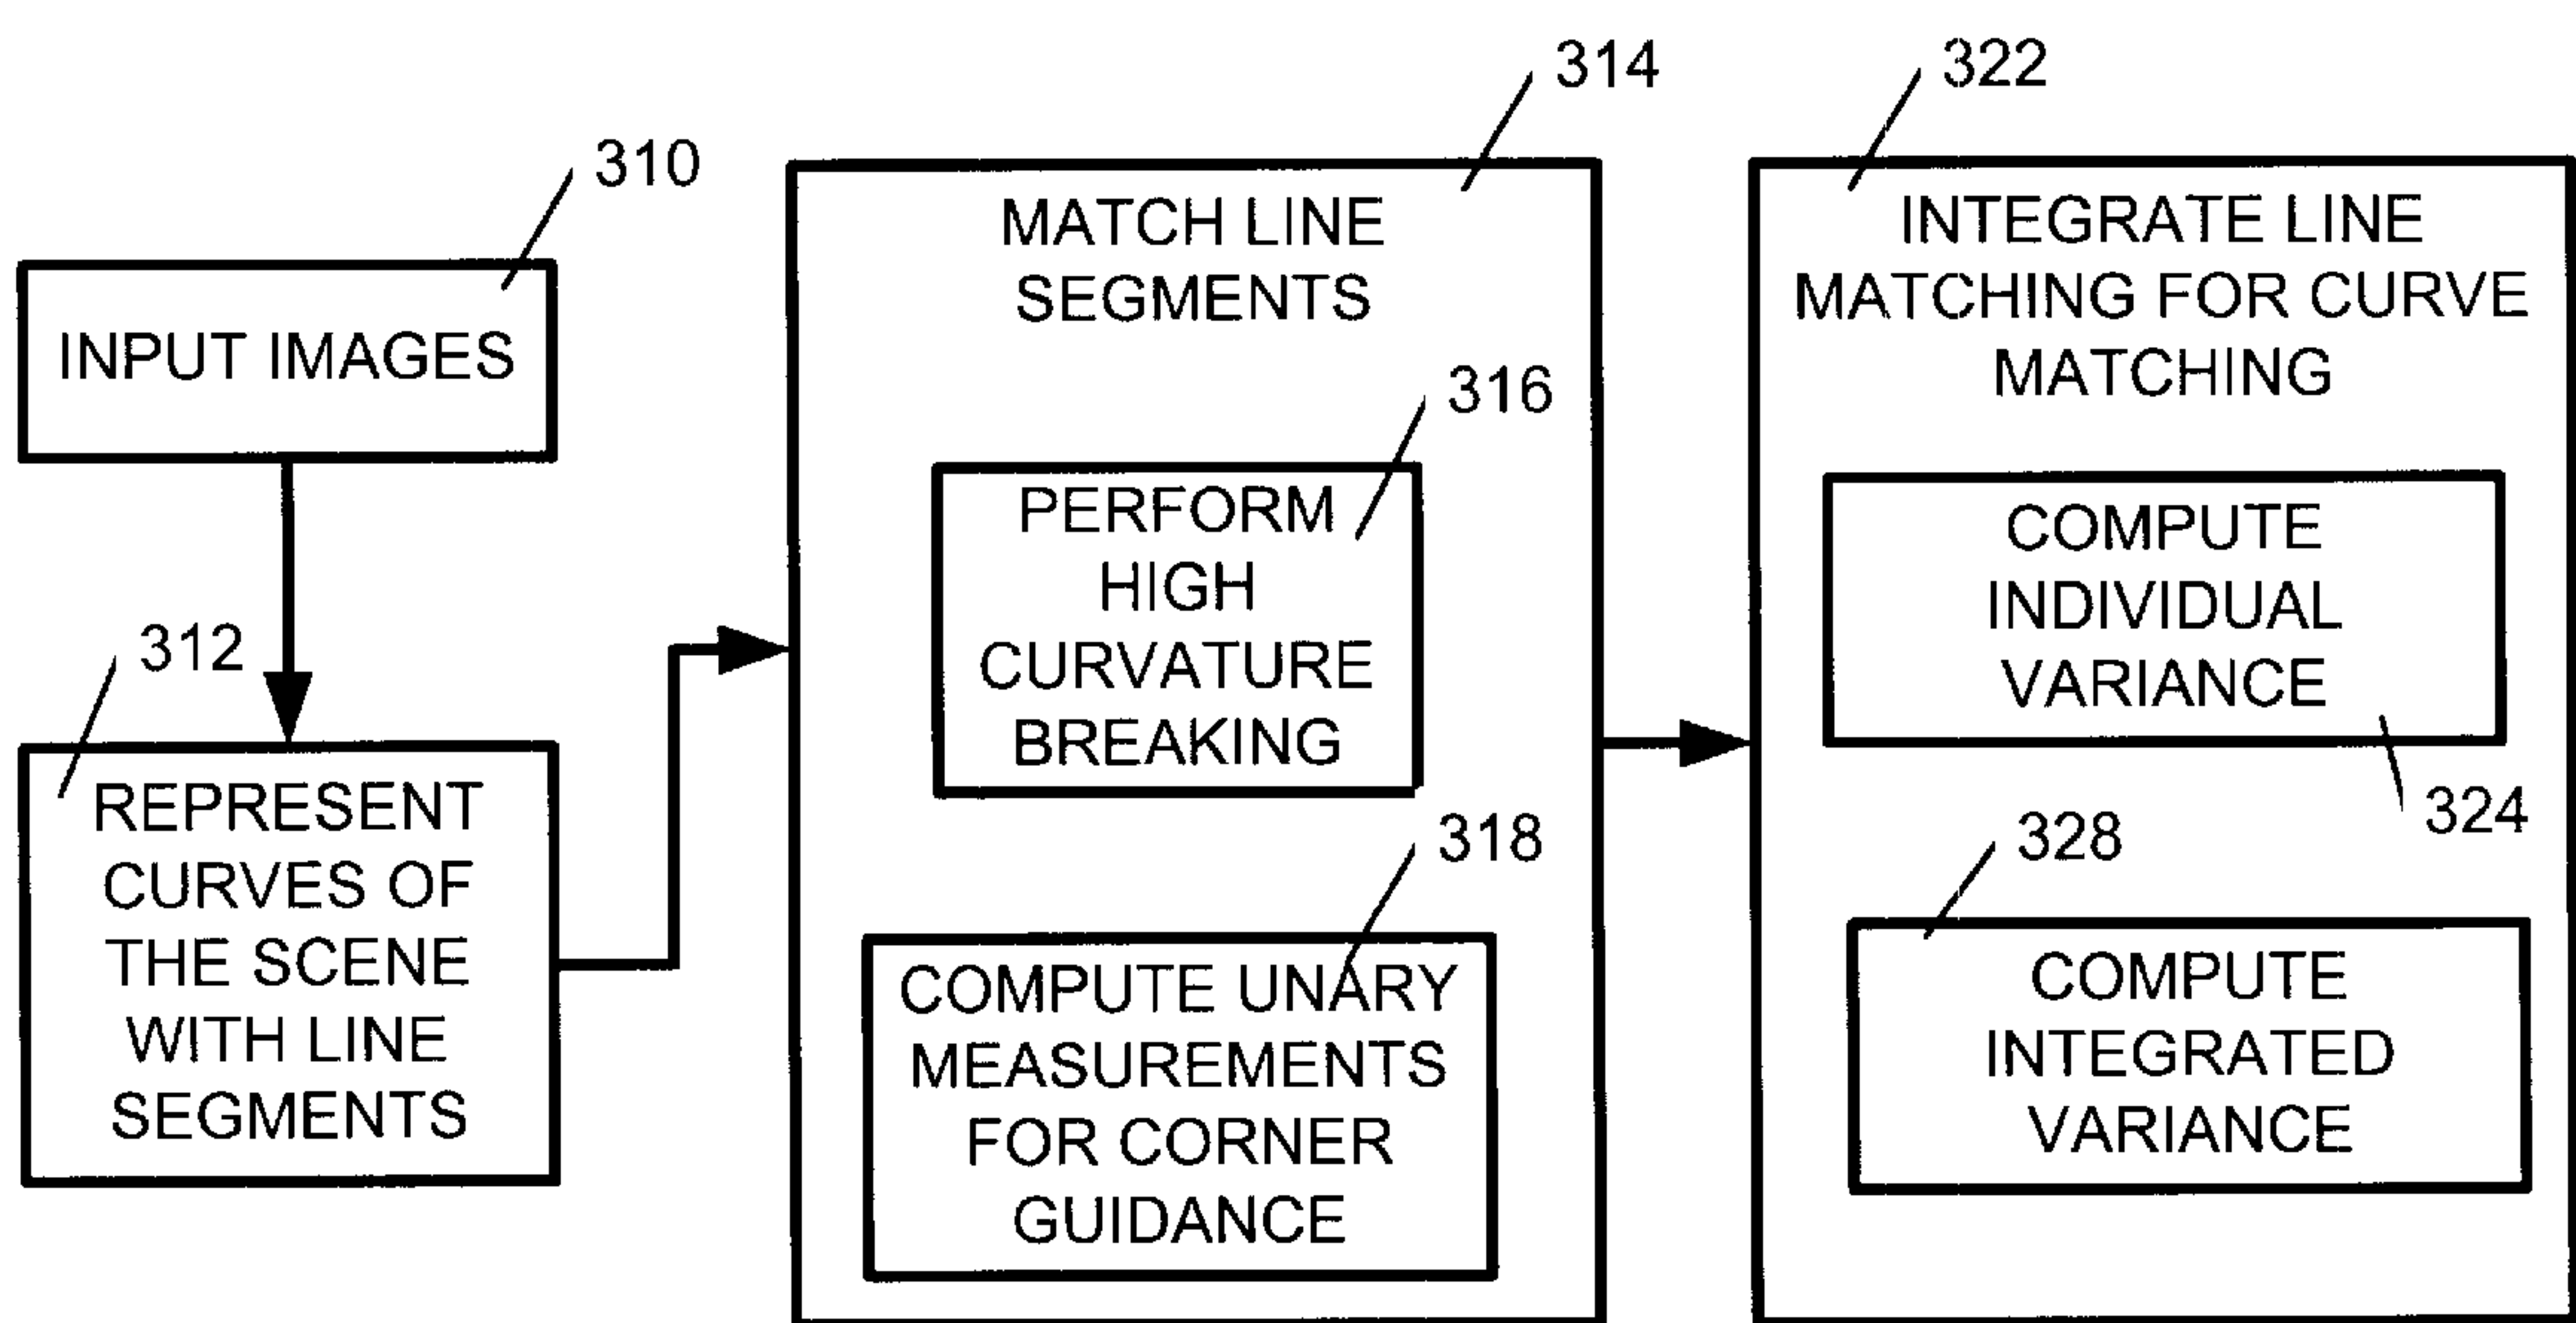 310
INPUT IMAGES
312
REPRESENT
CURVES OF
THE SCENE
WITH LINE
SEGMENTS
314
MATCH LINE
SEGMENTS
316
PERFORM
HIGH
CURVATURE
BREAKING
318
COMPUTE UNARY
MEASUREMENTS
FOR CORNER
GUIDANCE
322
INTEGRATE LINE
MATCHING FOR CURVE
MATCHING
COMPUTE
INDIVIDUAL
VARIANCE
324
328
COMPUTE
INTEGRATED
VARIANCE